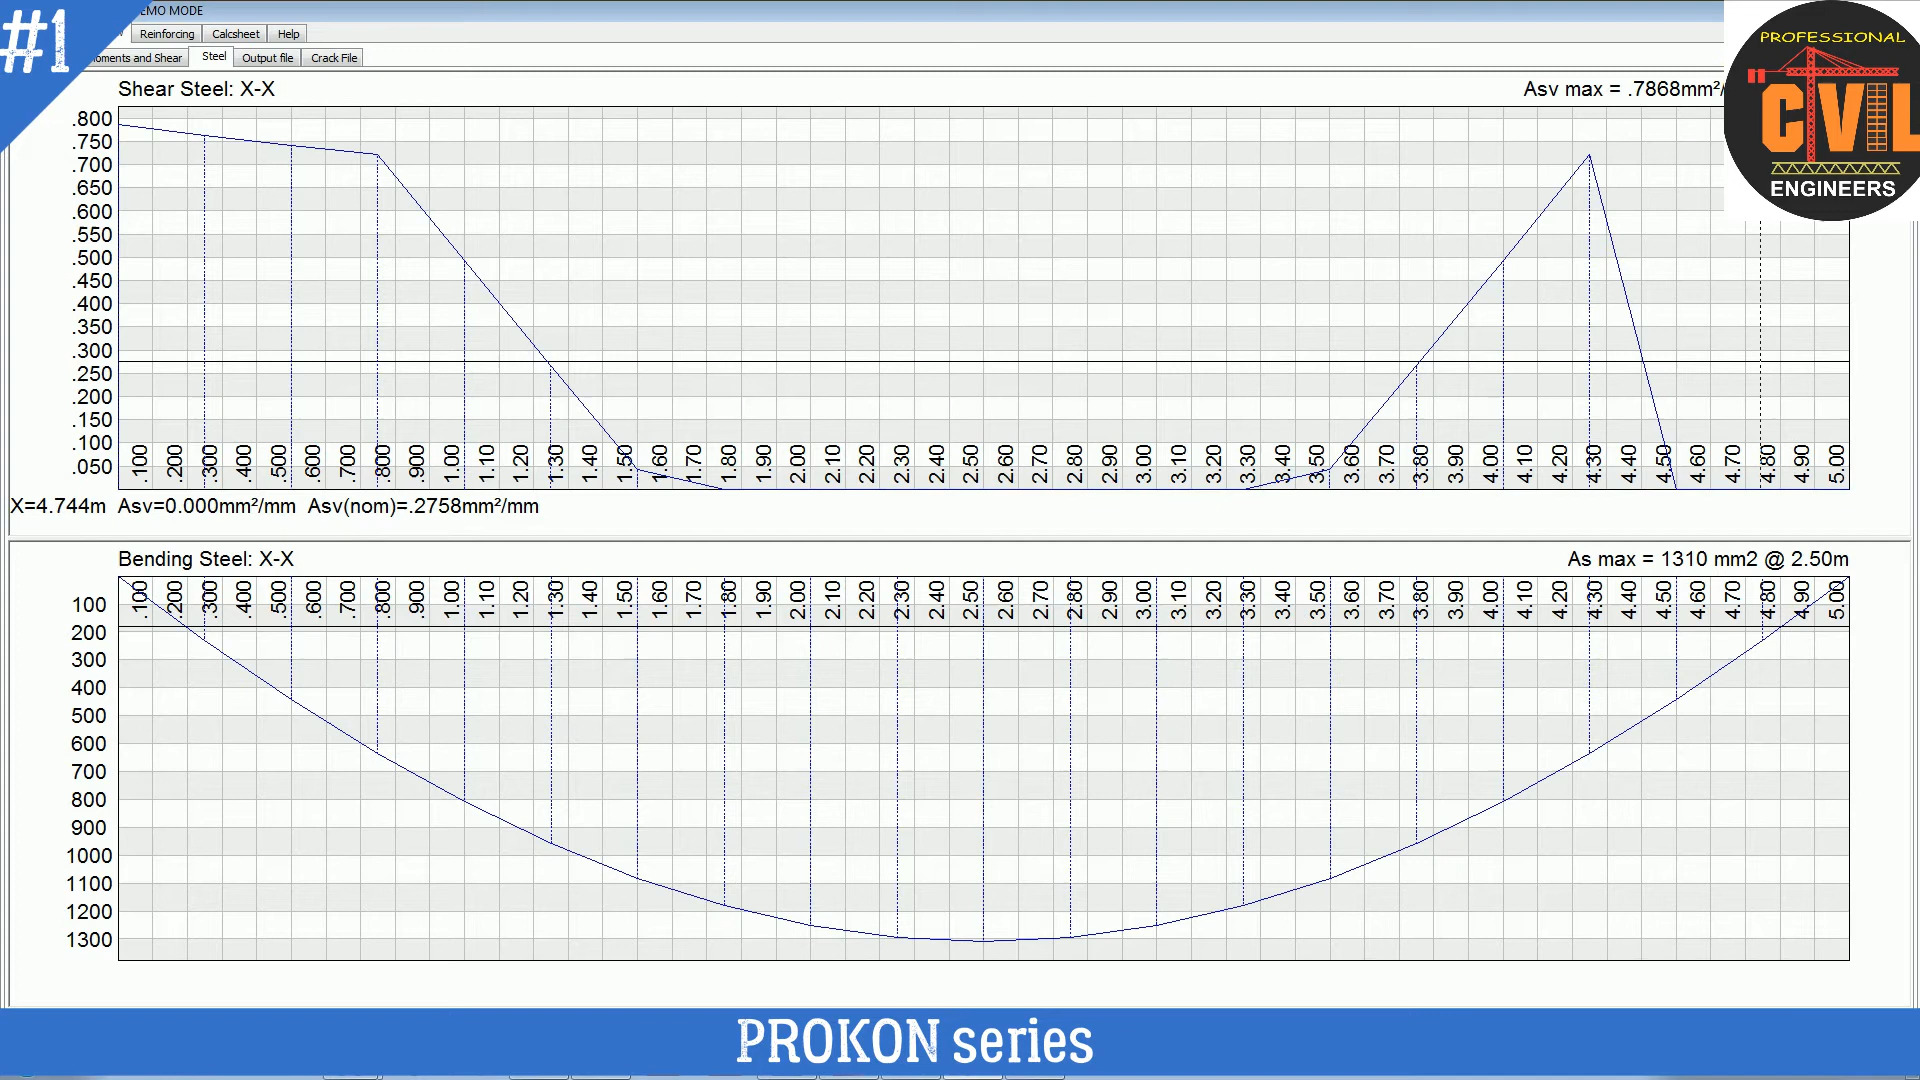 #1
EMO MODE
Reinforcing Calcsheet Help
oments and Shear Steel Output file Crack File
PROFESSIONAL
CIVIL
ENGINEERS
Shear Steel: X-X
Asv max = .7868mm²/
.800
.750
.700
.650
.600
.550
.500
.450
.400
.350
.300
.250
.200
.150
.100
.050
.100 .200 .300 .400 .500 .600 .700 .800 .900 1.00 1.10 1.20 1.30 1.40 1.50 1.60 1.70 1.80 1.90 2.00 2.10 2.20 2.30 2.40 2.50 2.60 2.70 2.80 2.90 3.00 3.10 3.20 3.30 3.40 3.50 3.60 3.70 3.80 3.90 4.00 4.10 4.20 4.30 4.40 4.50 4.60 4.70 4.80 4.90 5.00
X=4.744m Asv=0.000mm²/mm Asv(nom)=.2758mm²/mm
Bending Steel: X-X
As max = 1310 mm2 @ 2.50m
.100 .200 .300 .400 .500 .600 .700 .800 .900 1.00 1.10 1.20 1.30 1.40 1.50 1.60 1.70 1.80 1.90 2.00 2.10 2.20 2.30 2.40 2.50 2.60 2.70 2.80 2.90 3.00 3.10 3.20 3.30 3.40 3.50 3.60 3.70 3.80 3.90 4.00 4.10 4.20 4.30 4.40 4.50 4.60 4.70 4.80 4.90 5.00
100
200
300
400
500
600
700
800
900
1000
1100
1200
1300
PROKON series